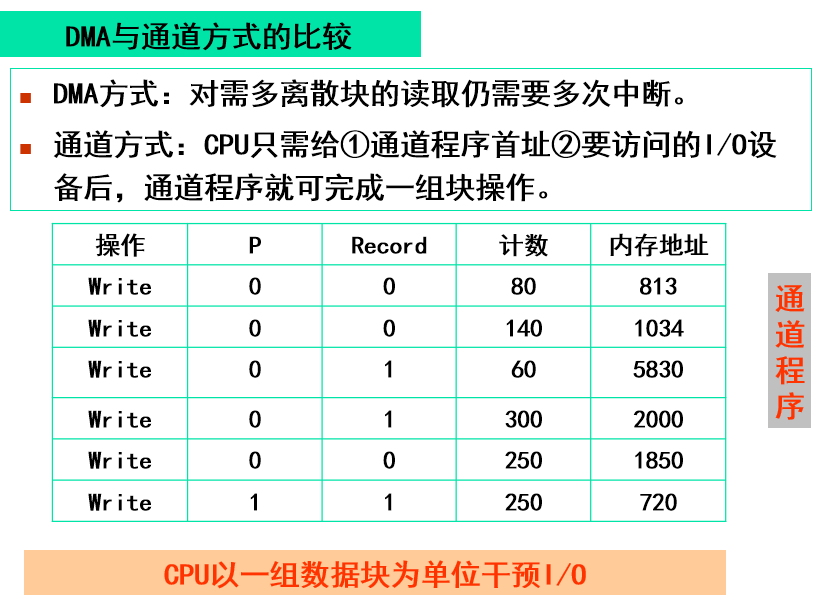 DMA与通道方式的比较
DMA方式：对需多离散块的读取仍需要多次中断。
通道方式：CPU只需给①通道程序首址②要访问的I/O设
备后，通道程序就可完成一组块操作。
操作 P Record 计数 内存地址
Write 0 0 80 813
Write 0 0 140 1034
Write 0 1 60 5830
Write 0 1 300 2000
Write 0 0 250 1850
Write 1 1 250 720
通道程序
CPU以一组数据块为单位干预I/O